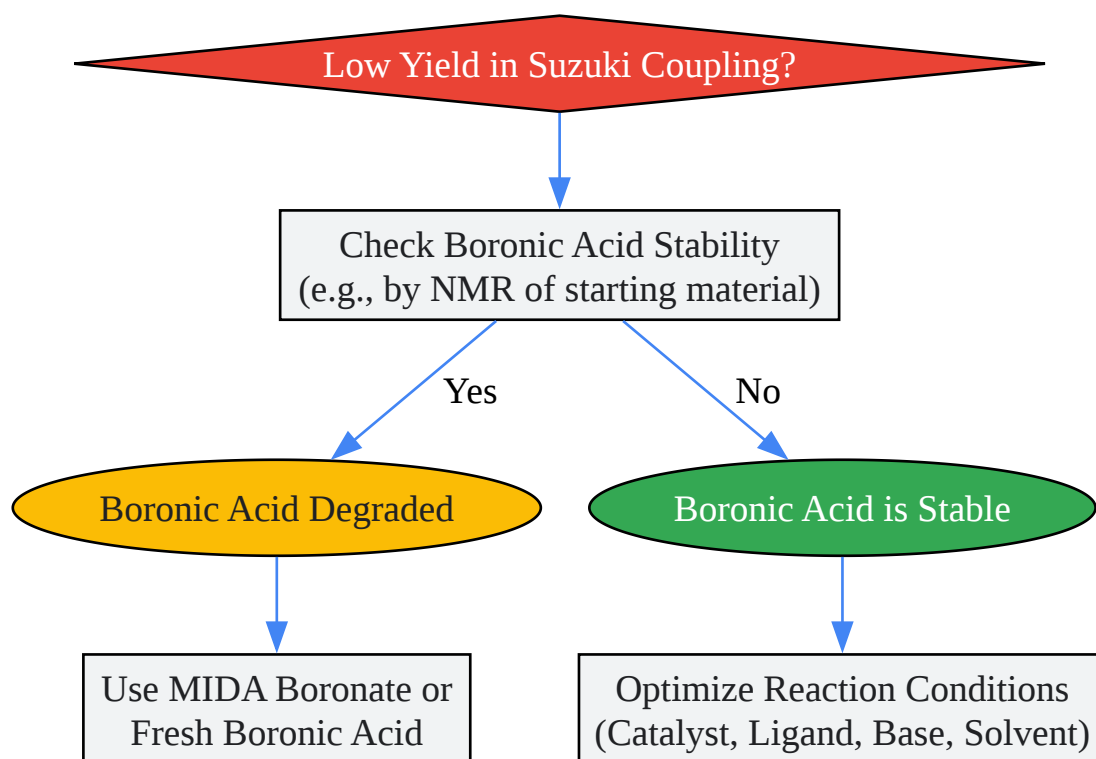 Low Yield in Suzuki Coupling?
Check Boronic Acid Stability
(e.g., by NMR of starting material)
Yes
No
Boronic Acid Degraded
Boronic Acid is Stable
Use MIDA Boronate or
Fresh Boronic Acid
Optimize Reaction Conditions
(Catalyst, Ligand, Base, Solvent)